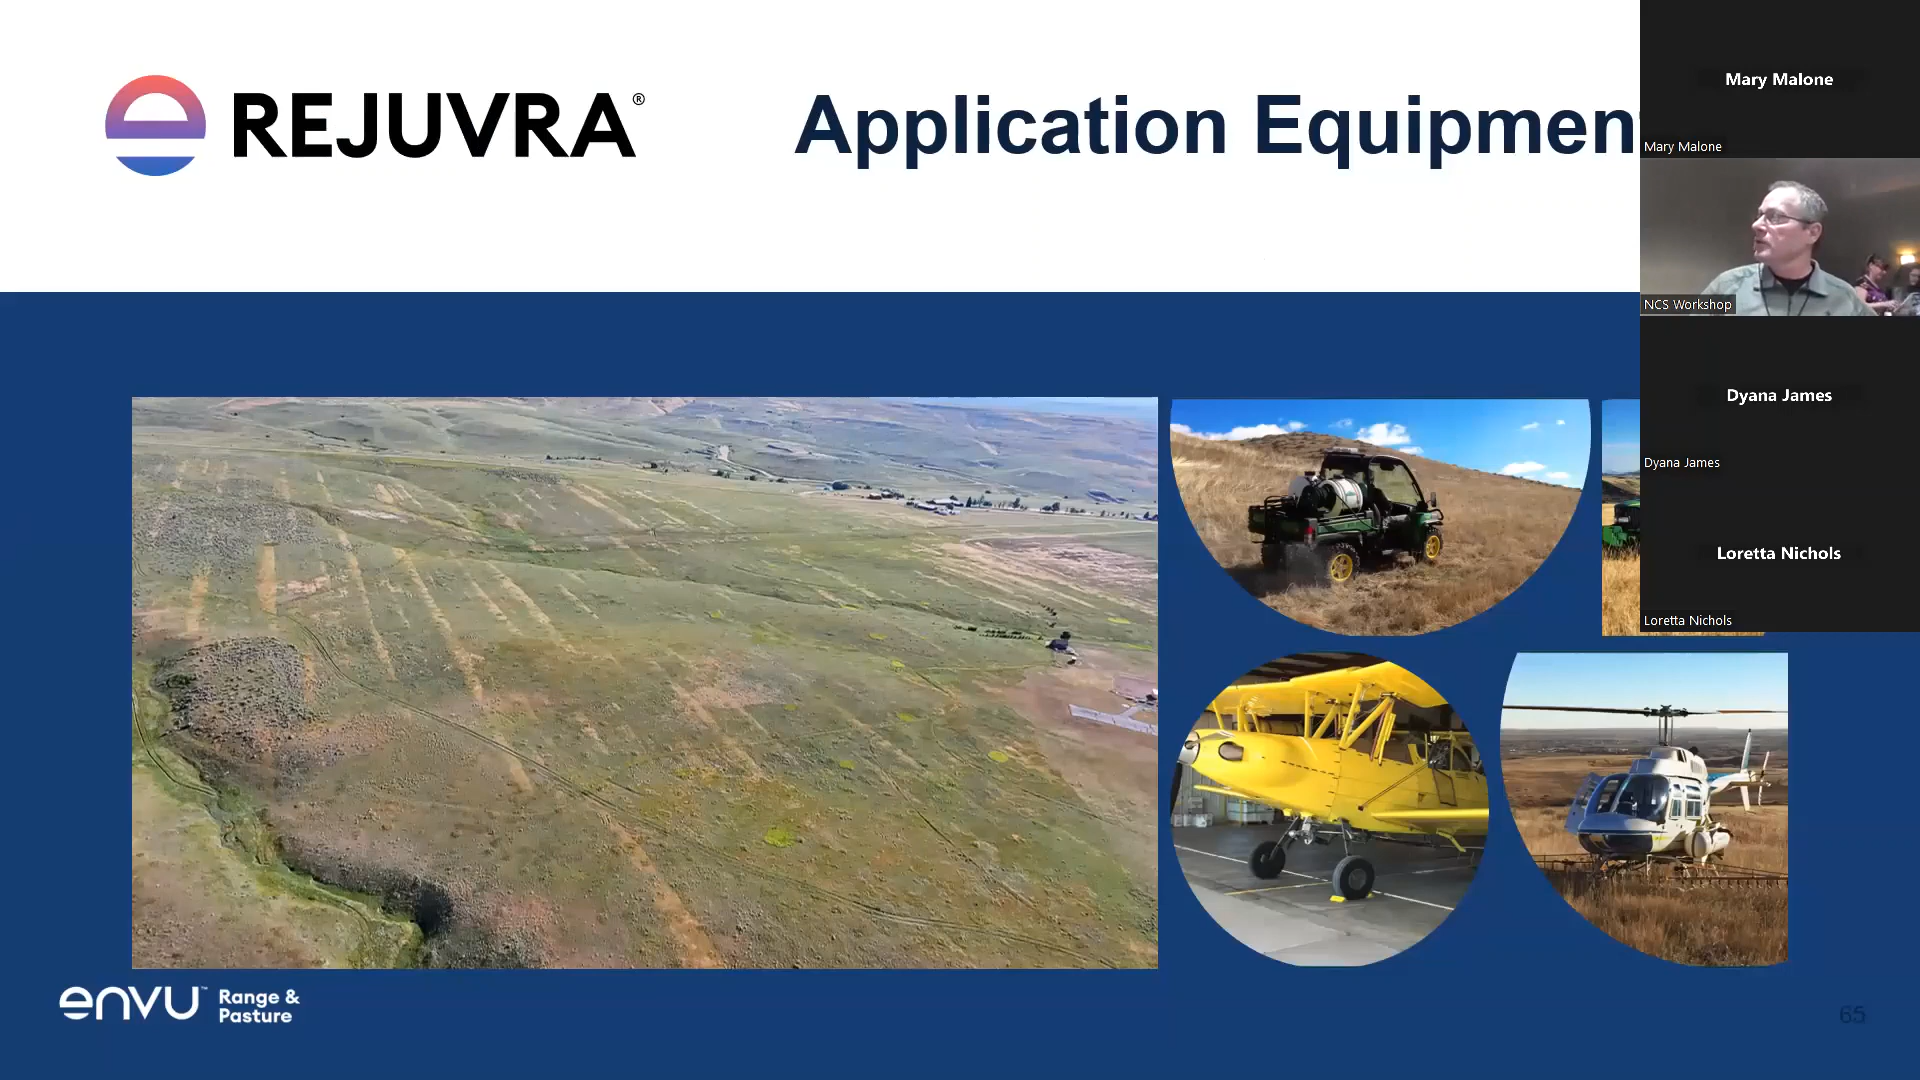 REJUVRA®
Application Equipmen
envu™ Range &
Pasture
65
Mary Malone
Mary Malone
NCS Workshop
Dyana James
Dyana James
Loretta Nichols
Loretta Nichols